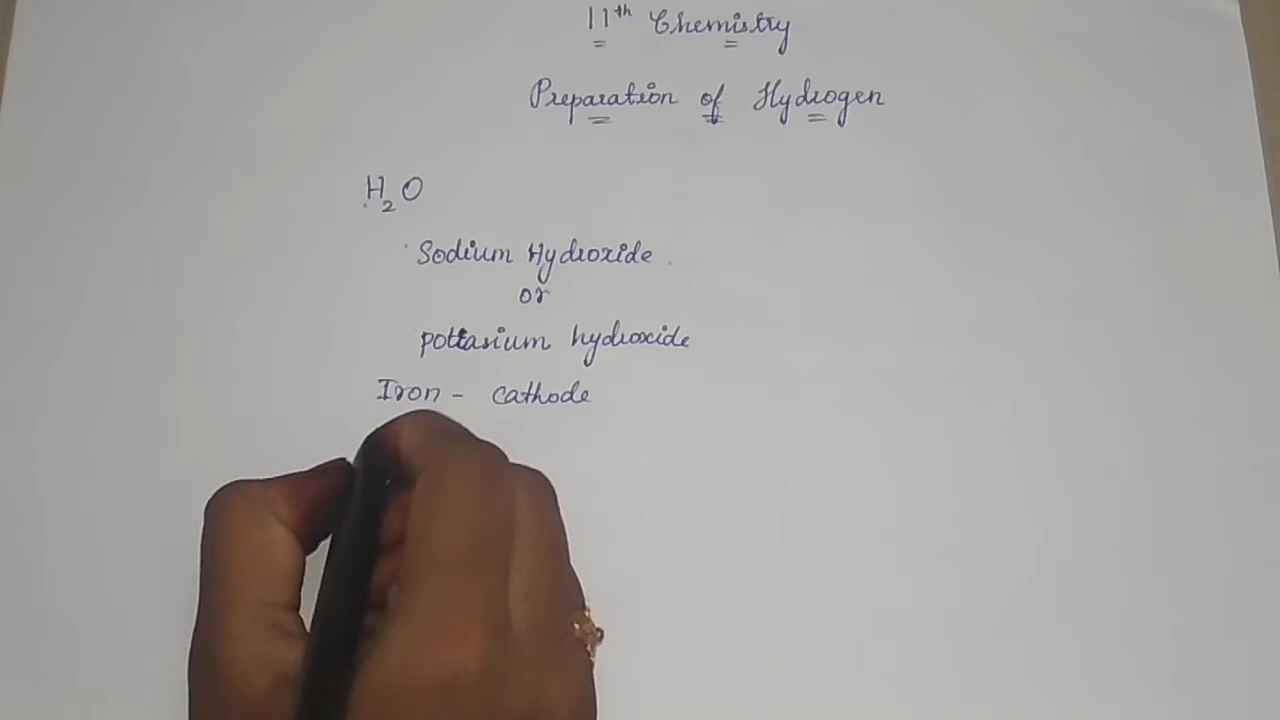 11th Chemistry
Preparation of Hydrogen
H₂O
Sodium Hydroxide
or
pottasium hydroxide
Iron - cathode